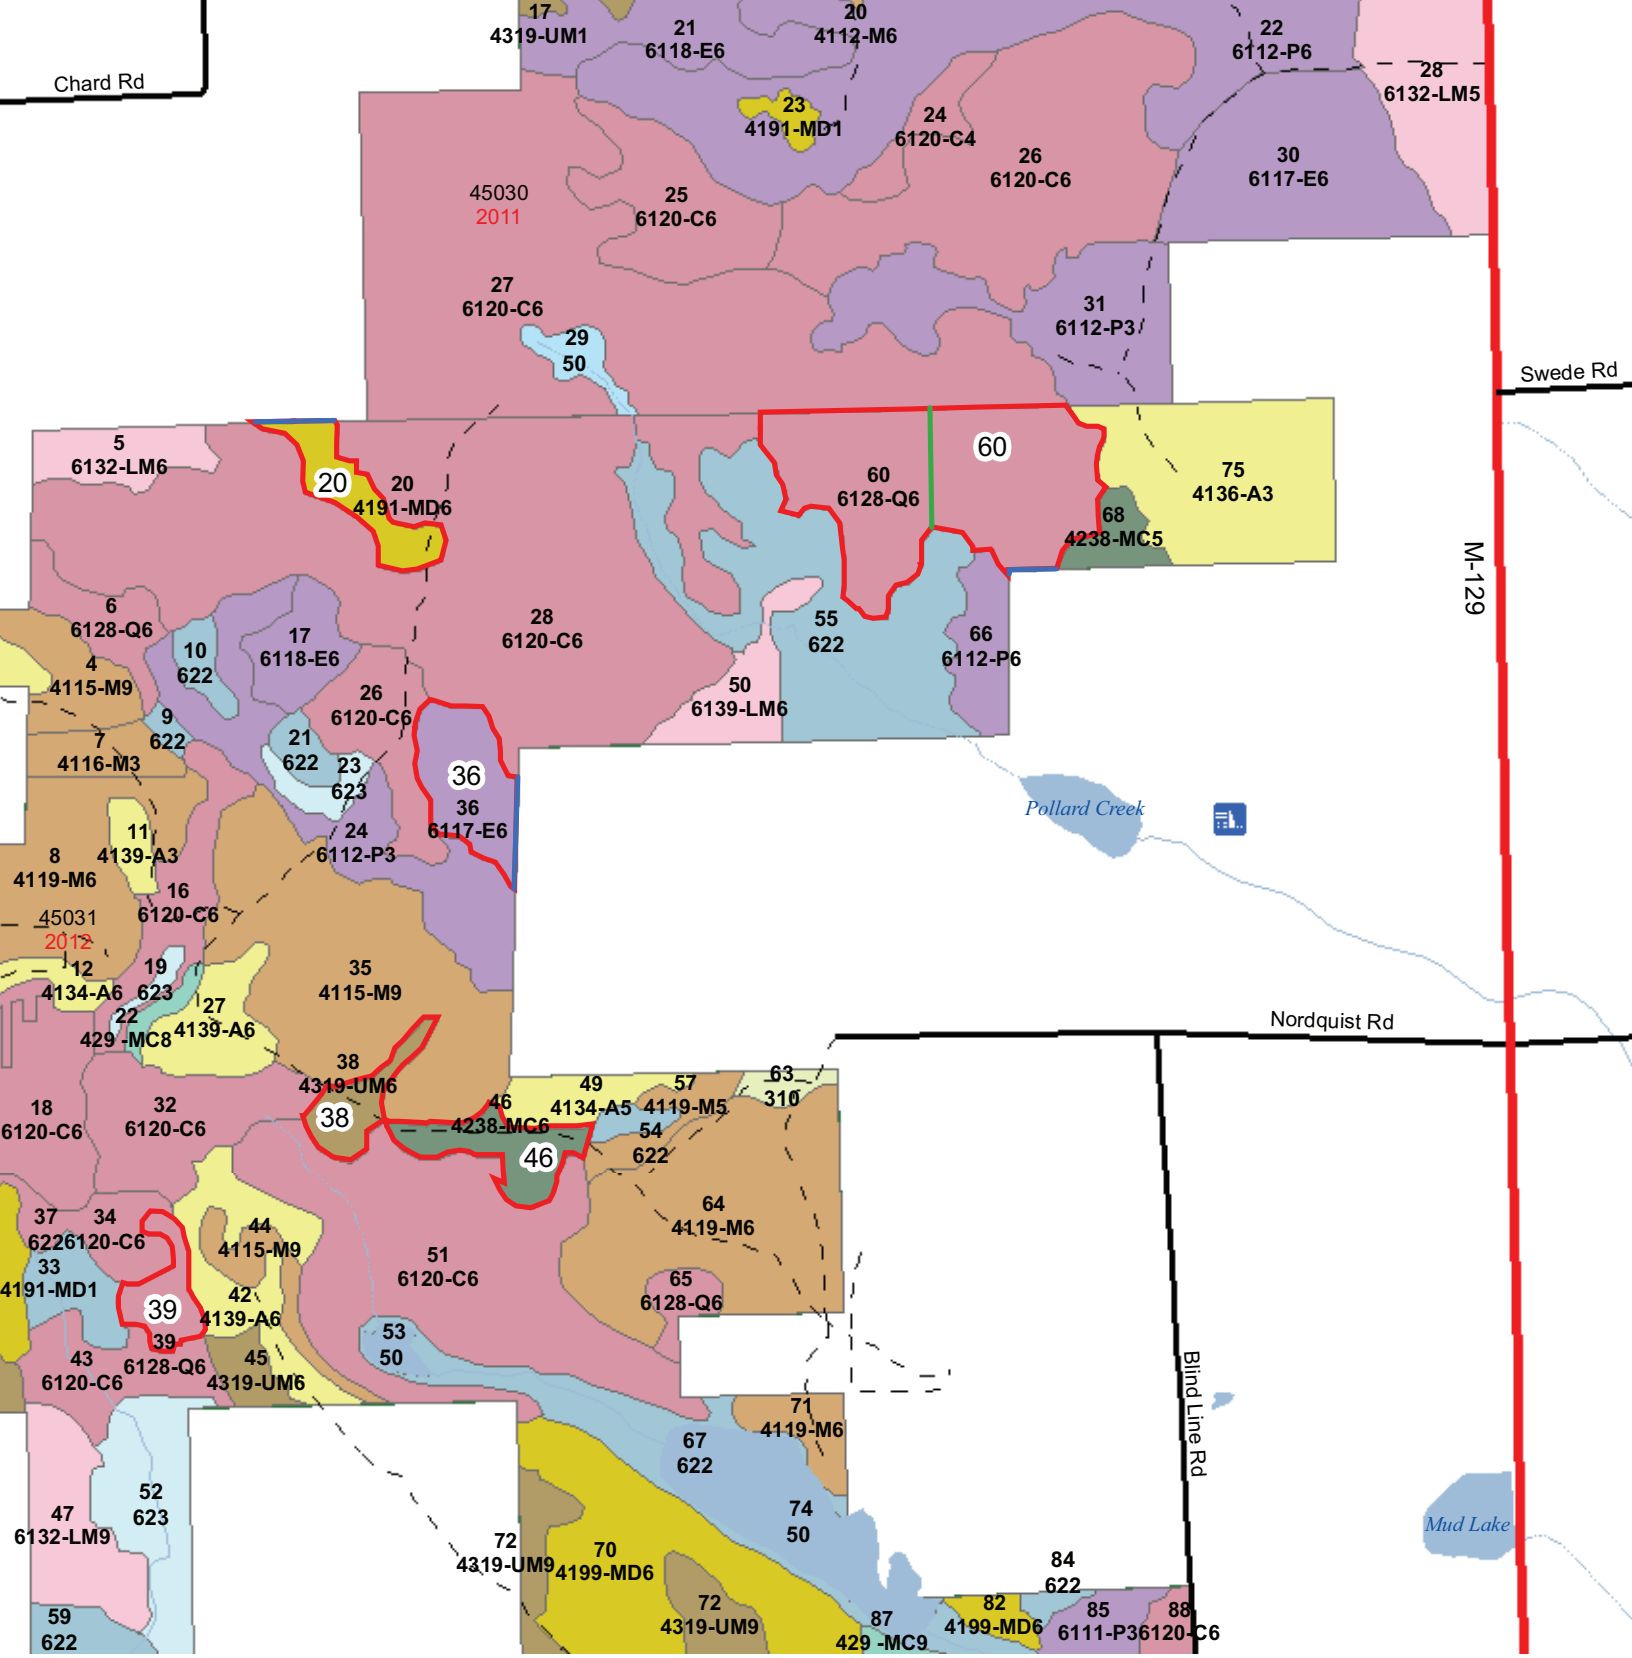 17
4319-UM1
21
6118-E6
20
4112-M6
22
6112-P6
28
6132-LM5
Chard Rd
23
4191-MD1
24
6120-C4
26
6120-C6
30
6117-E6
45030
2011
25
6120-C6
27
6120-C6
29
50
31
6112-P3
Swede Rd
5
6132-LM6
20
20
4191-MD6
60
6128-Q6
60
75
4136-A3
68
4238-MC5
M-129
6
6128-Q6
4
4115-M9
10
622
17
6118-E6
28
6120-C6
55
622
66
6112-P6
26
6120-C6
50
6139-LM6
9
622
7
4116-M3
21
622
23
623
36
36
6117-E6
24
6112-P3
Pollard Creek
11
4139-A3
8
4119-M6
16
6120-C6
45031
2012
12
4134-A6
19
623
22
429 -MC8
27
4139-A6
35
4115-M9
Nordquist Rd
38
4319-UM6
38
18
6120-C6
32
6120-C6
46
4238-MC6
46
49
4134-A5
57
4119-M5
63
310
54
622
64
4119-M6
37
622
34
6120-C6
33
4191-MD1
44
4115-M9
42
4139-A6
39
39
6128-Q6
51
6120-C6
65
6128-Q6
53
50
43
6120-C6
45
4319-UM6
Blind Line Rd
71
4119-M6
67
622
47
6132-LM9
52
623
74
50
Mud Lake
72
4319-UM9
70
4199-MD6
72
4319-UM9
84
622
59
622
87
429 -MC9
82
4199-MD6
85
6111-P3
88
6120-C6